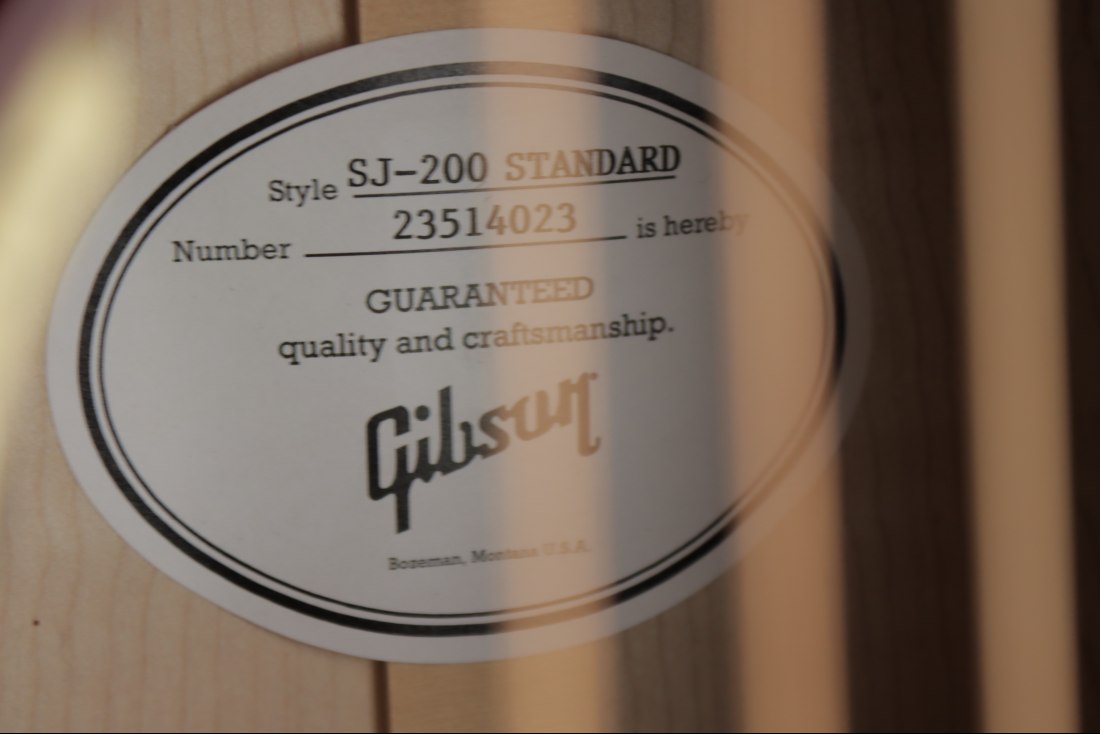 Style SJ-200 STANDARD
Number 23514023 is hereby
GUARANTEED
quality and craftsmanship.
Gibson
Bozeman, Montana U.S.A.